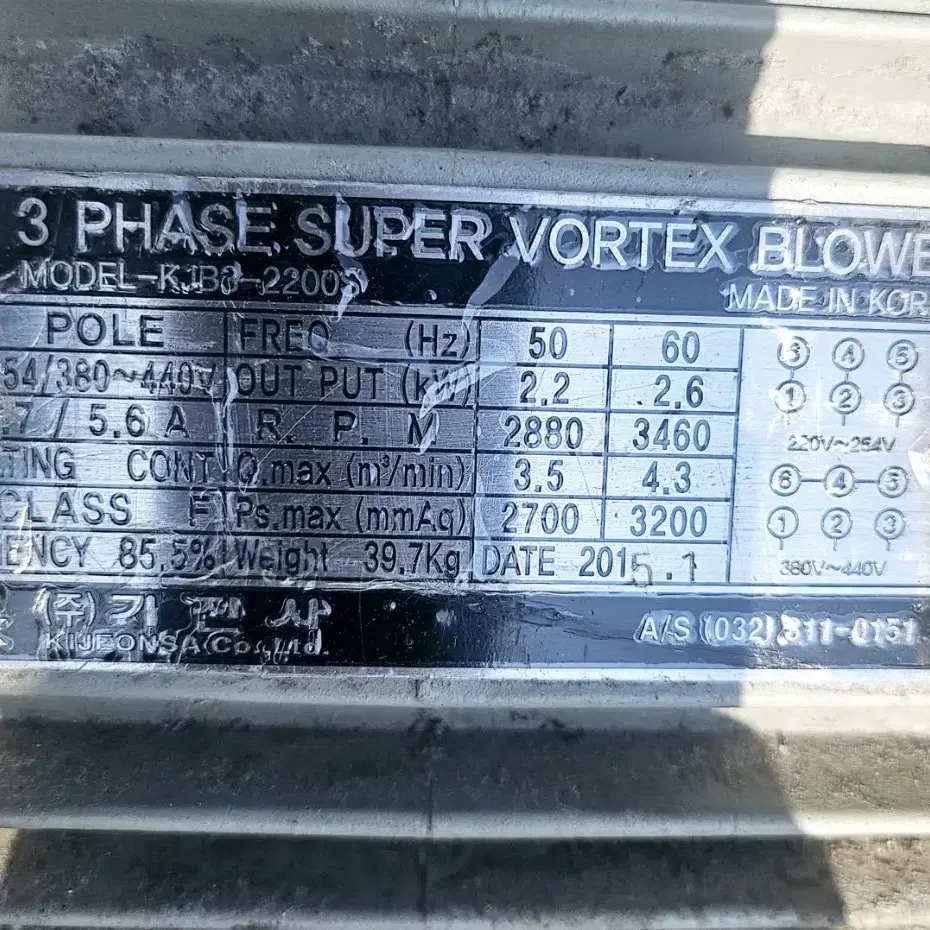 3 PHASE SUPER VORTEX BLOWE
MODEL-KJB3-2200S
MADE IN KOR
POLE FREQ (Hz) 50 60
54/380~440V OUT PUT (kW) 2.2 2.6
7 / 5.6 A R. P. M 2880 3460
TING CONT Q.max (m³/min) 3.5 4.3
CLASS F Ps.max (mmAq) 2700 3200
ENCY 85.5% Weight 39.7Kg DATE 2015.1
⑥ ④ ⑤
① ② ③
220V~254V
⑥-④-⑤
① ② ③
380V~440V
(주)기전사
KIJEONSA Co., Ltd.
A/S (032) 811-0151